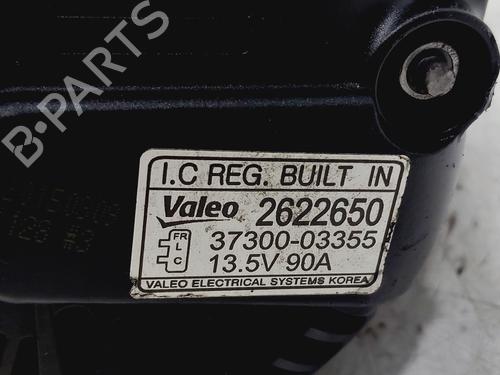 B-PARTS
I.C REG. BUILT IN
Valeo 2622650
FR
L
C
37300-03355
13.5V 90A
VALEO ELECTRICAL SYSTEMS KOREA